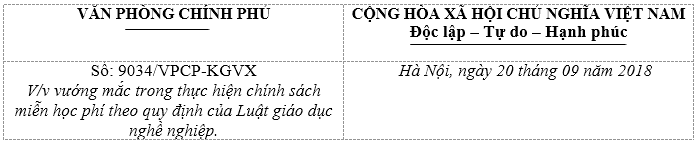 VĂN PHÒNG CHÍNH PHỦ
CỘNG HÒA XÃ HỘI CHỦ NGHĨA VIỆT NAM
Độc lập – Tự do – Hạnh phúc
Số: 9034/VPCP-KGVX
V/v vướng mắc trong thực hiện chính sách
miễn học phí theo quy định của Luật giáo dục
nghề nghiệp.
Hà Nội, ngày 20 tháng 09 năm 2018